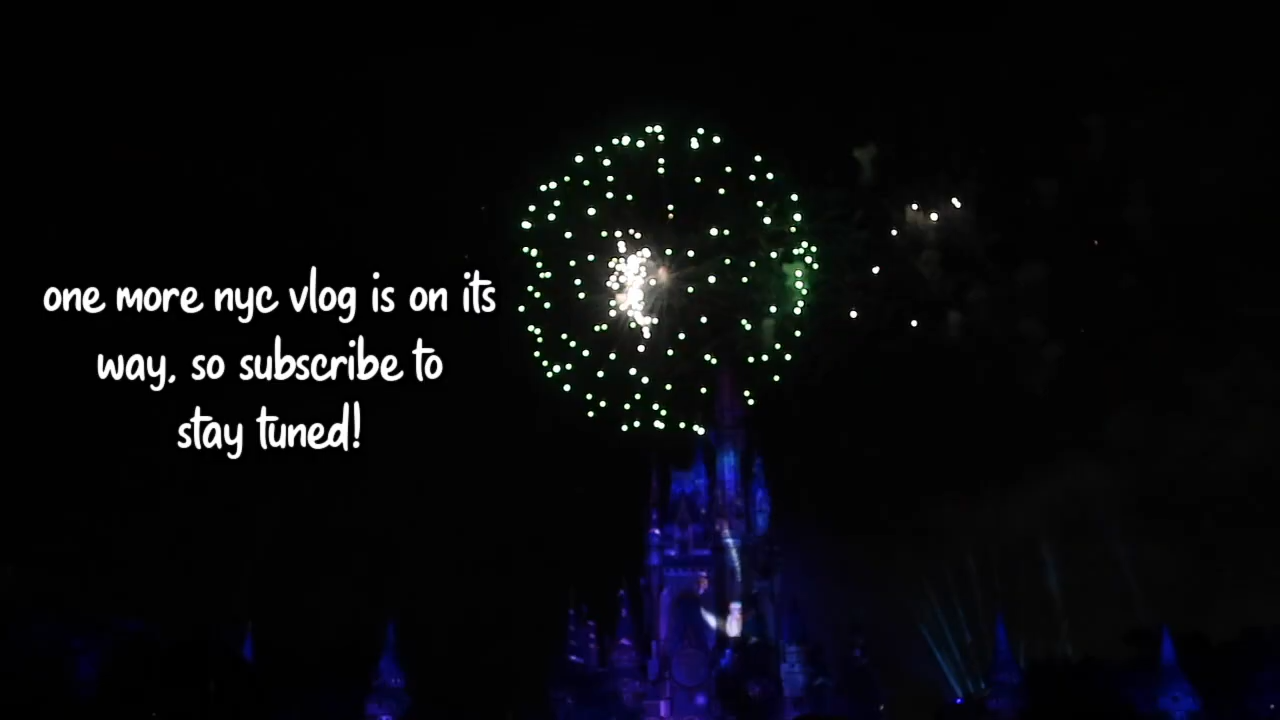 one more nyc vlog is on its
way, so subscribe to
stay tuned!